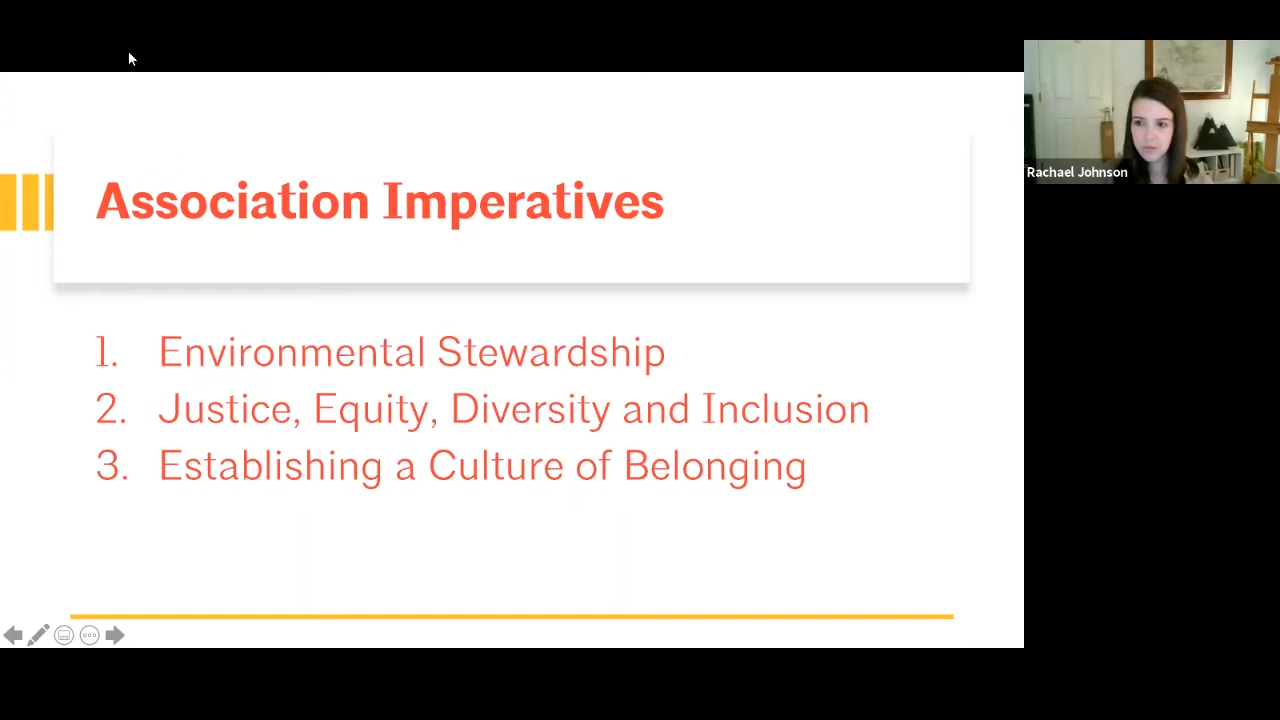 Association Imperatives
1. Environmental Stewardship
2. Justice, Equity, Diversity and Inclusion
3. Establishing a Culture of Belonging
Rachael Johnson